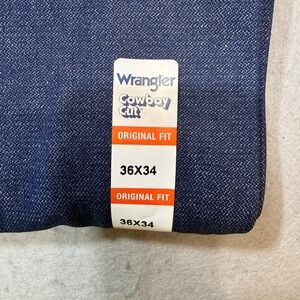 Wrangler
Cowboy
Cut
ORIGINAL FIT
36X34
ORIGINAL FIT
36X34